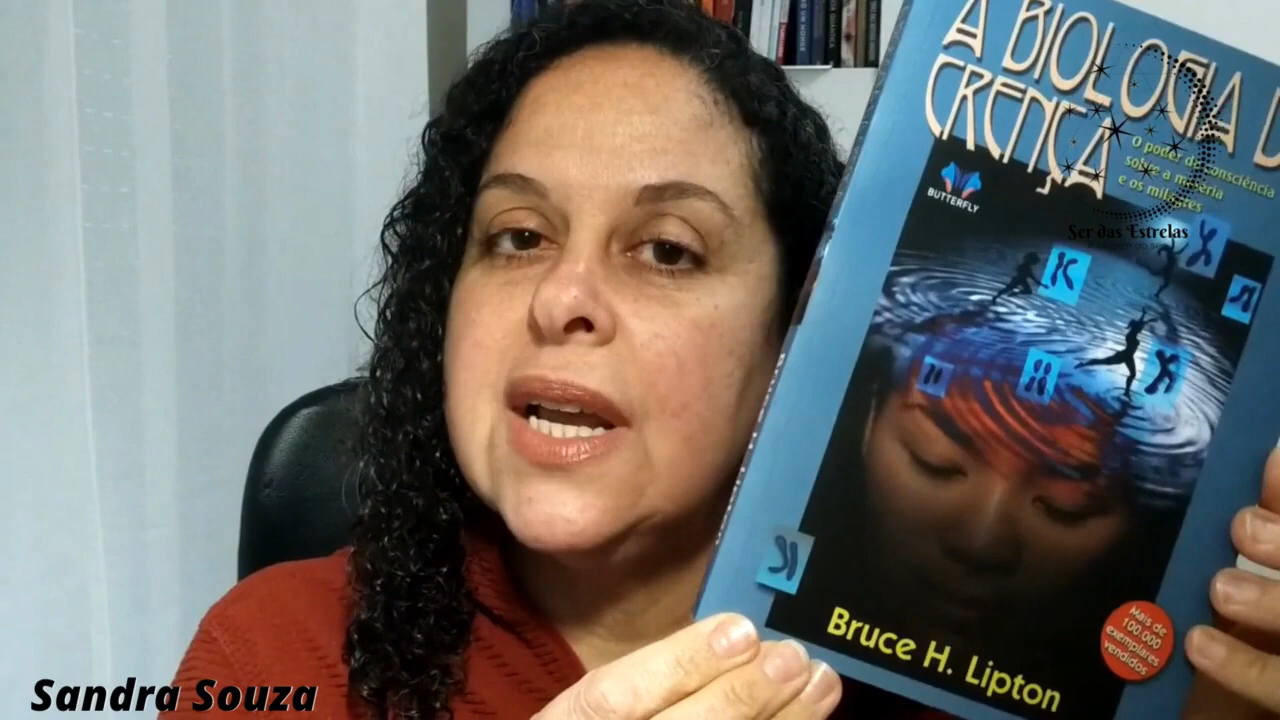 A BIOLOGIA D
CRENÇA
O poder da consciência
sobre a matéria
e os milagres
BUTTERFLY
Ser das Estrelas
Bruce H. Lipton
Mais de
100.000
exemplares
vendidos
Sandra Souza